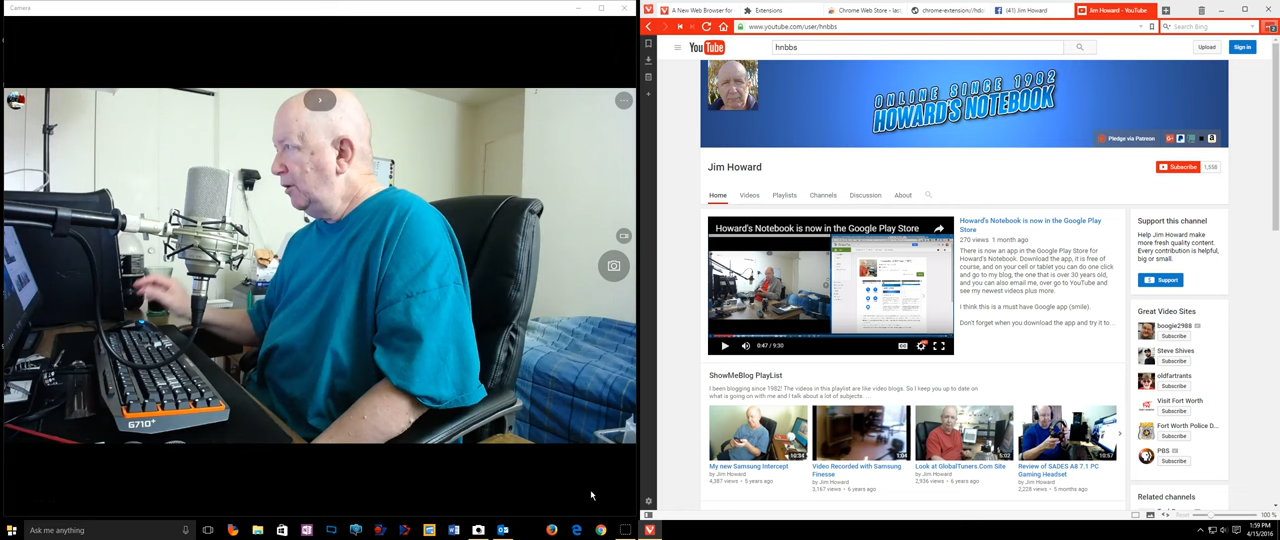 Camera
G710+
Ask me anything
A New Web Browser for
Extensions
Chrome Web Store - las
chrome-extension://hdo
(41) Jim Howard
Jim Howard - YouTube
www.youtube.com/user/hnbbs
Search Bing
YouTube
hnbbs
Upload
Sign in
ONLINE SINCE 1982
HOWARD'S NOTEBOOK
Pledge via Patreon
Jim Howard
Subscribe 1,558
Home Videos Playlists Channels Discussion About
Howard's Notebook is now in the Google Play Store
0:47 / 9:30
Howard's Notebook is now in the Google Play
Store
270 views 1 month ago
There is now an app in the Google Play Store for
Howard's Notebook. Download the app, it is free of
course, and on your cell or tablet you can do one click
and go to my blog, the one that is over 30 years old,
and you can also email me, over go to YouTube and
see my newest videos plus more.
I think this is a must have Google app (smile).
Don't forget when you download the app and try it to...
Support this channel
Help Jim Howard make
more fresh quality content.
Every contribution is helpful,
big or small.
Support
Great Video Sites
boogie2988
Subscribe
Steve Shives
Subscribe
oldfartrants
Subscribe
Visit Fort Worth
Subscribe
Fort Worth Police D...
Subscribe
PBS
Subscribe
Related channels
ShowMeBlog PlayList
I been blogging since 1982! The videos in this playlist are like video blogs. So I keep you up to date on
what is going on with me and I talk about a lot of subjects. ...
10:34
1:04
5:02
10:57
My new Samsung Intercept
by Jim Howard
4,387 views • 5 years ago
Video Recorded with Samsung
Finesse
by Jim Howard
3,167 views • 6 years ago
Look at GlobalTuners.Com Site
by Jim Howard
2,936 views • 6 years ago
Review of SADES A8 7.1 PC
Gaming Headset
by Jim Howard
2,228 views • 5 months ago
Reset
100 %
1:59 PM
4/15/2016